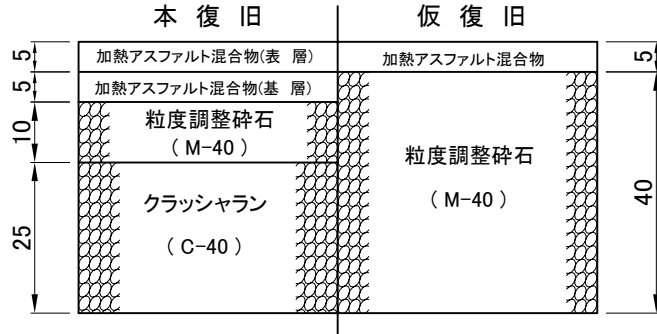 本 復 旧
仮 復 旧
5
加熱アスファルト混合物(表 層)
加熱アスファルト混合物
5
5
加熱アスファルト混合物(基 層)
10
粒度調整砕石
( M-40 )
粒度調整砕石
( M-40 )
40
25
クラッシャラン
( C-40 )